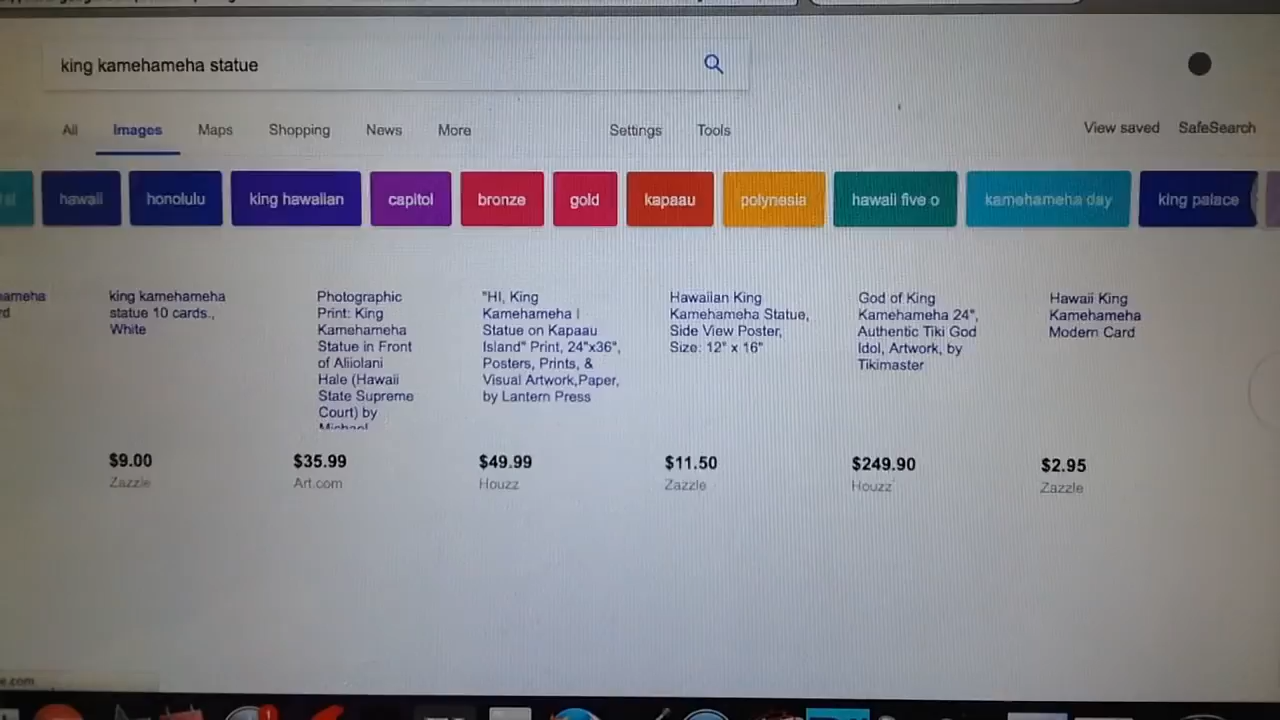 king kamehameha statue
All Images Maps Shopping News More Settings Tools View saved SafeSearch
hawaii honolulu king hawaiian capitol bronze gold kapaau polynesia hawaii five o kamehameha day king palace
king kamehameha
statue 10 cards.,
White
$9.00
Zazzle
Photographic
Print: King
Kamehameha
Statue in Front
of Aliiolani
Hale (Hawaii
State Supreme
Court) by
Michael
$35.99
Art.com
"HI, King
Kamehameha I
Statue on Kapaau
Island" Print, 24"x36",
Posters, Prints, &
Visual Artwork,Paper,
by Lantern Press
$49.99
Houzz
Hawaiian King
Kamehameha Statue,
Side View Poster,
Size: 12" x 16"
$11.50
Zazzle
God of King
Kamehameha 24",
Authentic Tiki God
Idol, Artwork, by
Tikimaster
$249.90
Houzz
Hawaii King
Kamehameha
Modern Card
$2.95
Zazzle